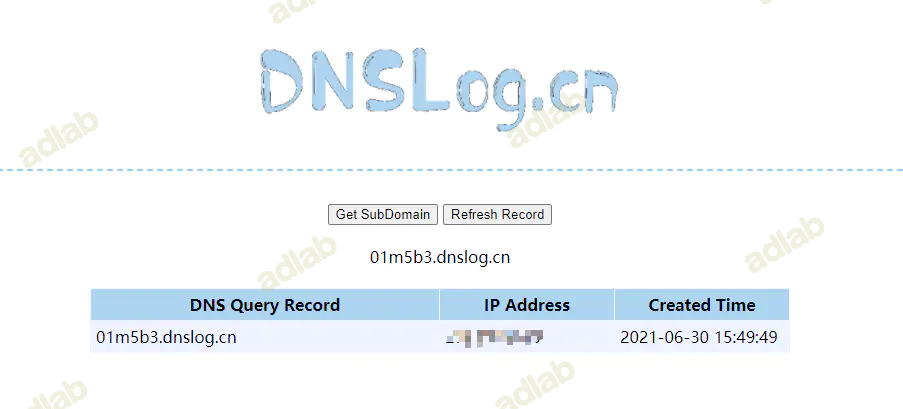 adlab
adlab
DNSLog.cn
adlab
adlab
Get SubDomain Refresh Record
adlab
adlab
01m5b3.dnslog.cn
DNS Query Record IP Address Created Time
01m5b3.dnslog.cn 2021-06-30 15:49:49
adlab
adlab